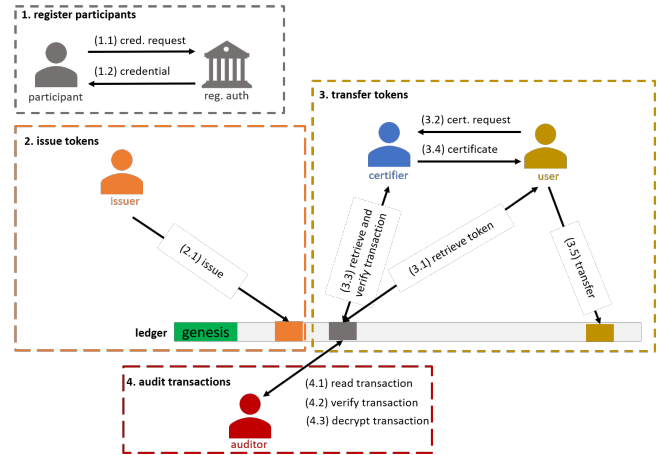 1. register participants
(1.1) cred. request
(1.2) credential
participant
reg. auth
2. issue tokens
issuer
(2.1) issue
3. transfer tokens
(3.2) cert. request
(3.4) certificate
certifier
user
(3.3) retrieve and
verify transaction
(3.1) retrieve token
(3.5) transfer
ledger
genesis
4. audit transactions
(4.1) read transaction
(4.2) verify transaction
(4.3) decrypt transaction
auditor